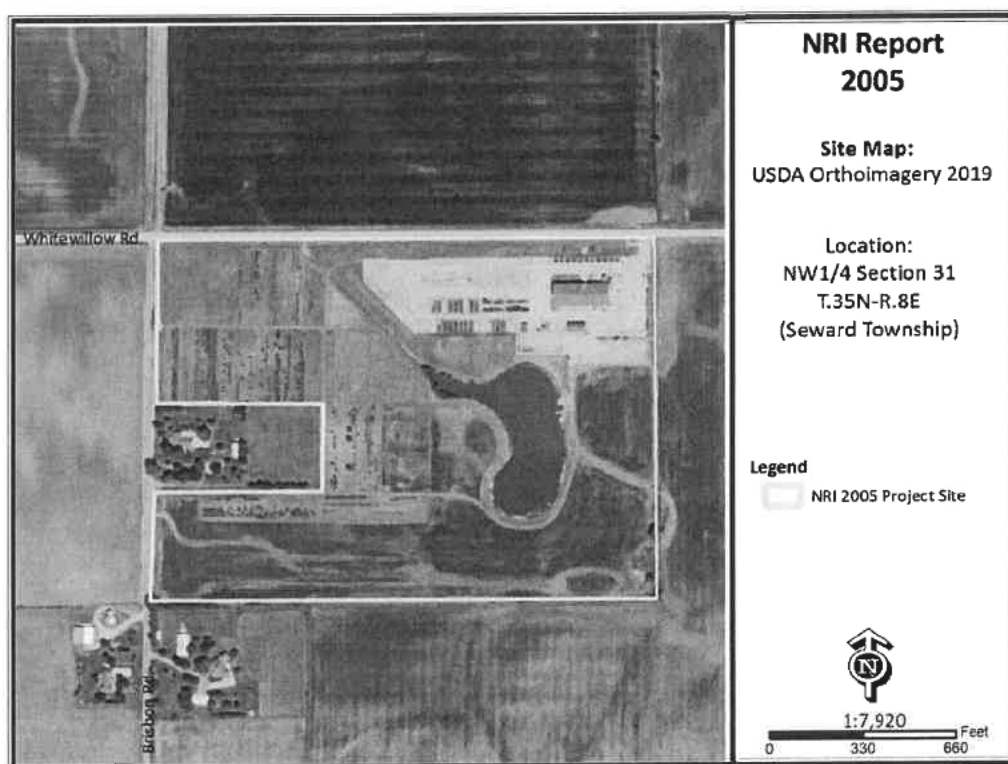 NRI Report
2005
Site Map:
USDA Orthoimagery 2019
Location:
NW1/4 Section 31
T.35N-R.8E
(Seward Township)
Legend
NRI 2005 Project Site
N
1:7,920
Feet
0 330 660
Whitewillow Rd
Brisbon Rd